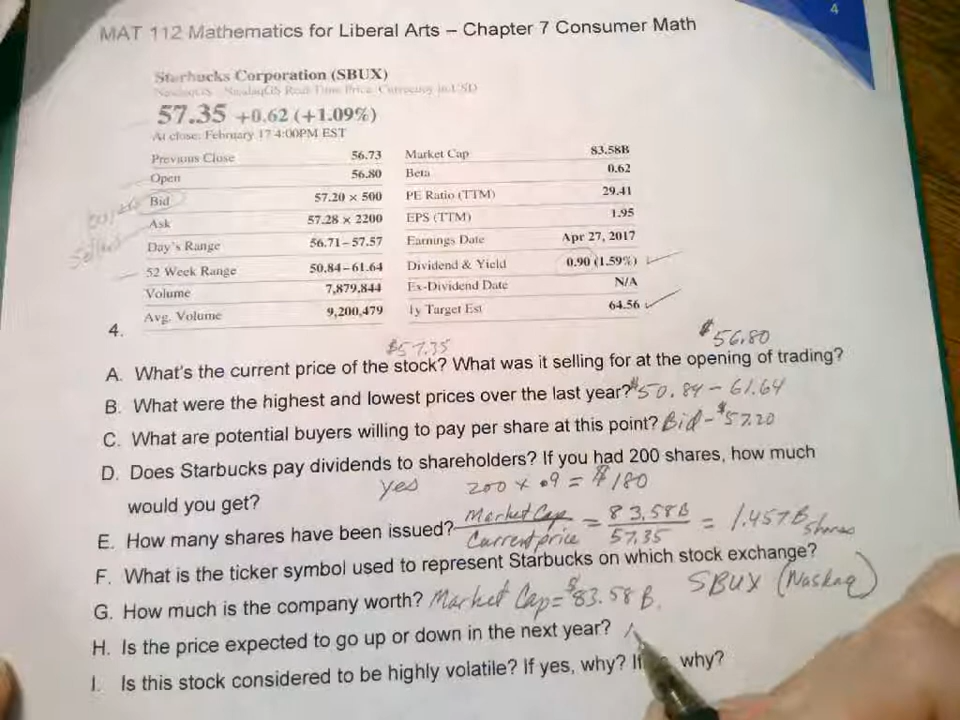 4
MAT 112 Mathematics for Liberal Arts – Chapter 7 Consumer Math
Starbucks Corporation (SBUX)
NasdaqGS - NasdaqGS Real Time Price. Currency in USD
57.35 +0.62 (+1.09%)
At close: February 17 4:00PM EST
Previous Close 56.73 Market Cap 83.58B
Open 56.80 Beta 0.62
Bid 57.20 × 500 PE Ratio (TTM) 29.41
Ask 57.28 × 2200 EPS (TTM) 1.95
Day's Range 56.71–57.57 Earnings Date Apr 27, 2017
52 Week Range 50.84–61.64 Dividend & Yield 0.90 (1.59%)
Volume 7,879,844 Ex-Dividend Date N/A
Avg. Volume 9,200,479 1y Target Est 64.56
4.
$57.35 $56.80
A. What's the current price of the stock? What was it selling for at the opening of trading?
B. What were the highest and lowest prices over the last year? $50.84 – 61.64
C. What are potential buyers willing to pay per share at this point? Bid – $57.20
D. Does Starbucks pay dividends to shareholders? If you had 200 shares, how much
would you get? yes 200 × .9 = $180
E. How many shares have been issued? Market Cap / Current price = 83.58B / 57.35 = 1.457B shares
F. What is the ticker symbol used to represent Starbucks on which stock exchange?
SBUX (Nasdaq)
G. How much is the company worth? Market Cap = $83.58 B.
H. Is the price expected to go up or down in the next year?
I. Is this stock considered to be highly volatile? If yes, why? If why?